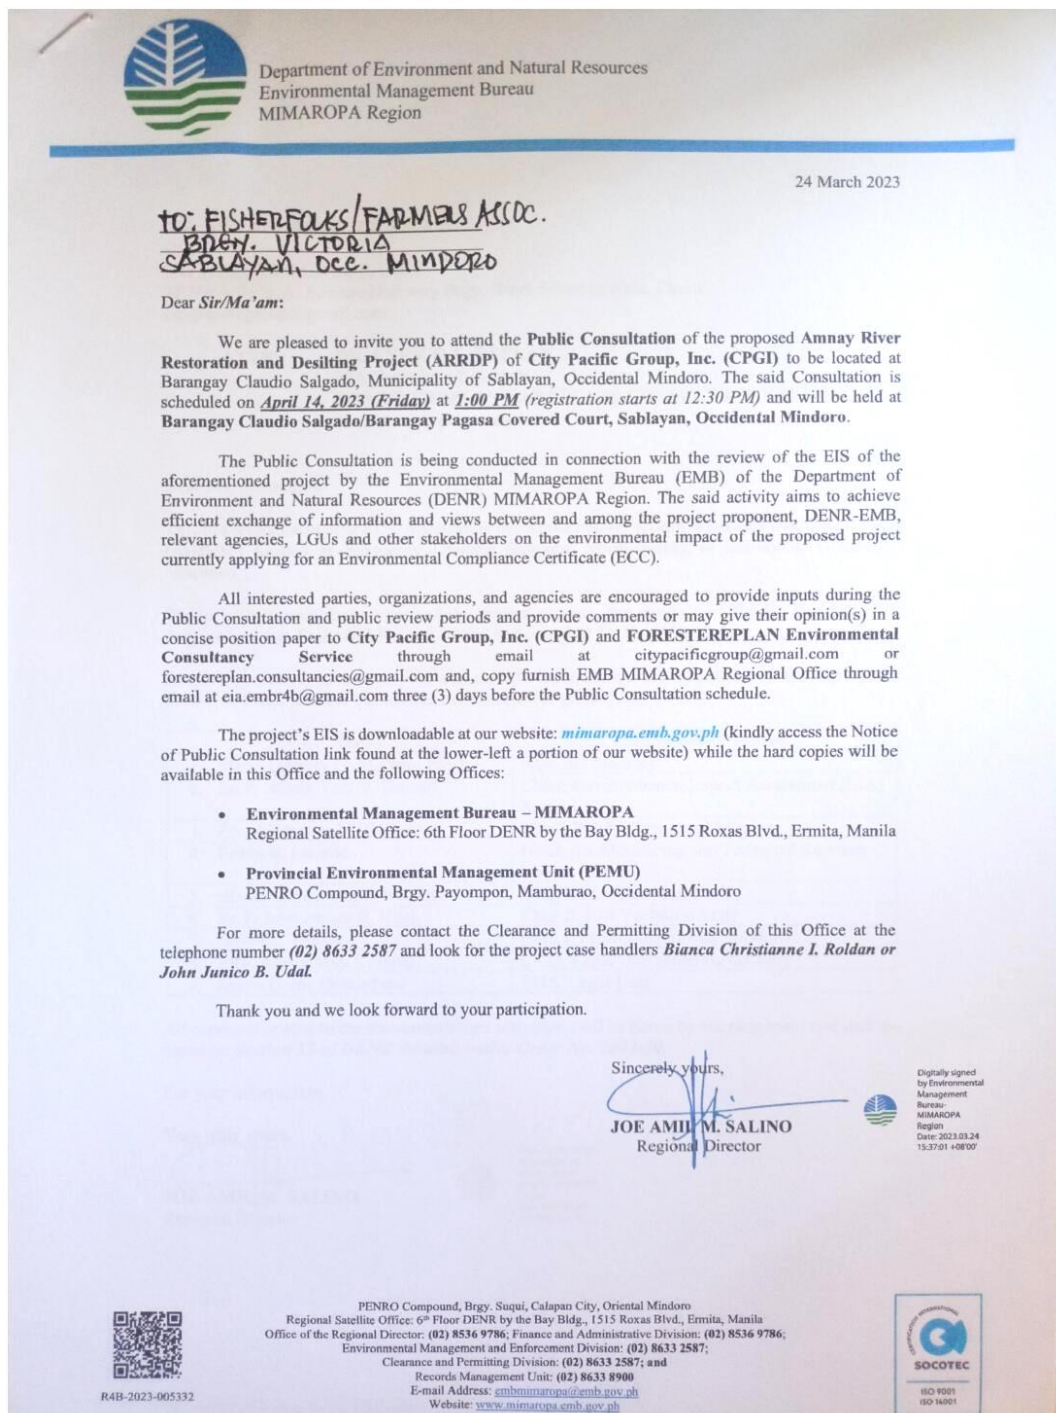 Department of Environment and Natural Resources
Environmental Management Bureau
MIMAROPA Region
24 March 2023
TO: FISHERFOLKS/FARMERS ASSOC.
BRGY. VICTORIA
SABLAYAN, OCC. MINDORO
Dear Sir/Ma'am:
We are pleased to invite you to attend the Public Consultation of the proposed Amnay River
Restoration and Desilting Project (ARRDP) of City Pacific Group, Inc. (CPGI) to be located at
Barangay Claudio Salgado, Municipality of Sablayan, Occidental Mindoro. The said Consultation is
scheduled on April 14, 2023 (Friday) at 1:00 PM (registration starts at 12:30 PM) and will be held at
Barangay Claudio Salgado/Barangay Pagasa Covered Court, Sablayan, Occidental Mindoro.
The Public Consultation is being conducted in connection with the review of the EIS of the
aforementioned project by the Environmental Management Bureau (EMB) of the Department of
Environment and Natural Resources (DENR) MIMAROPA Region. The said activity aims to achieve
efficient exchange of information and views between and among the project proponent, DENR-EMB,
relevant agencies, LGUs and other stakeholders on the environmental impact of the proposed project
currently applying for an Environmental Compliance Certificate (ECC).
All interested parties, organizations, and agencies are encouraged to provide inputs during the
Public Consultation and public review periods and provide comments or may give their opinion(s) in a
concise position paper to City Pacific Group, Inc. (CPGI) and FORESTEREPLAN Environmental
Consultancy Service through email at citypacificgroup@gmail.com or
forestereplan.consultancies@gmail.com and, copy furnish EMB MIMAROPA Regional Office through
email at eia.embr4b@gmail.com three (3) days before the Public Consultation schedule.
The project's EIS is downloadable at our website: mimaropa.emb.gov.ph (kindly access the Notice
of Public Consultation link found at the lower-left a portion of our website) while the hard copies will be
available in this Office and the following Offices:
• Environmental Management Bureau – MIMAROPA
Regional Satellite Office: 6th Floor DENR by the Bay Bldg., 1515 Roxas Blvd., Ermita, Manila
• Provincial Environmental Management Unit (PEMU)
PENRO Compound, Brgy. Payompon, Mamburao, Occidental Mindoro
For more details, please contact the Clearance and Permitting Division of this Office at the
telephone number (02) 8633 2587 and look for the project case handlers Bianca Christianne I. Roldan or
John Junico B. Udal.
Thank you and we look forward to your participation.
Sincerely yours,
JOE AMIL M. SALINO
Regional Director
Digitally signed
by Environmental
Management
Bureau-
MIMAROPA
Region
Date: 2023.03.24
15:37:01 +08'00'
PENRO Compound, Brgy. Suqui, Calapan City, Oriental Mindoro
Regional Satellite Office: 6th Floor DENR by the Bay Bldg., 1515 Roxas Blvd., Ermita, Manila
Office of the Regional Director: (02) 8536 9786; Finance and Administrative Division: (02) 8536 9786;
Environmental Management and Enforcement Division: (02) 8633 2587;
Clearance and Permitting Division: (02) 8633 2587; and
Records Management Unit: (02) 8633 8900
E-mail Address: embmimaropa@emb.gov.ph
Website: www.mimaropa.emb.gov.ph
R4B-2023-005332
CERTIFICATION INTERNATIONAL
SOCOTEC
ISO 9001
ISO 14001